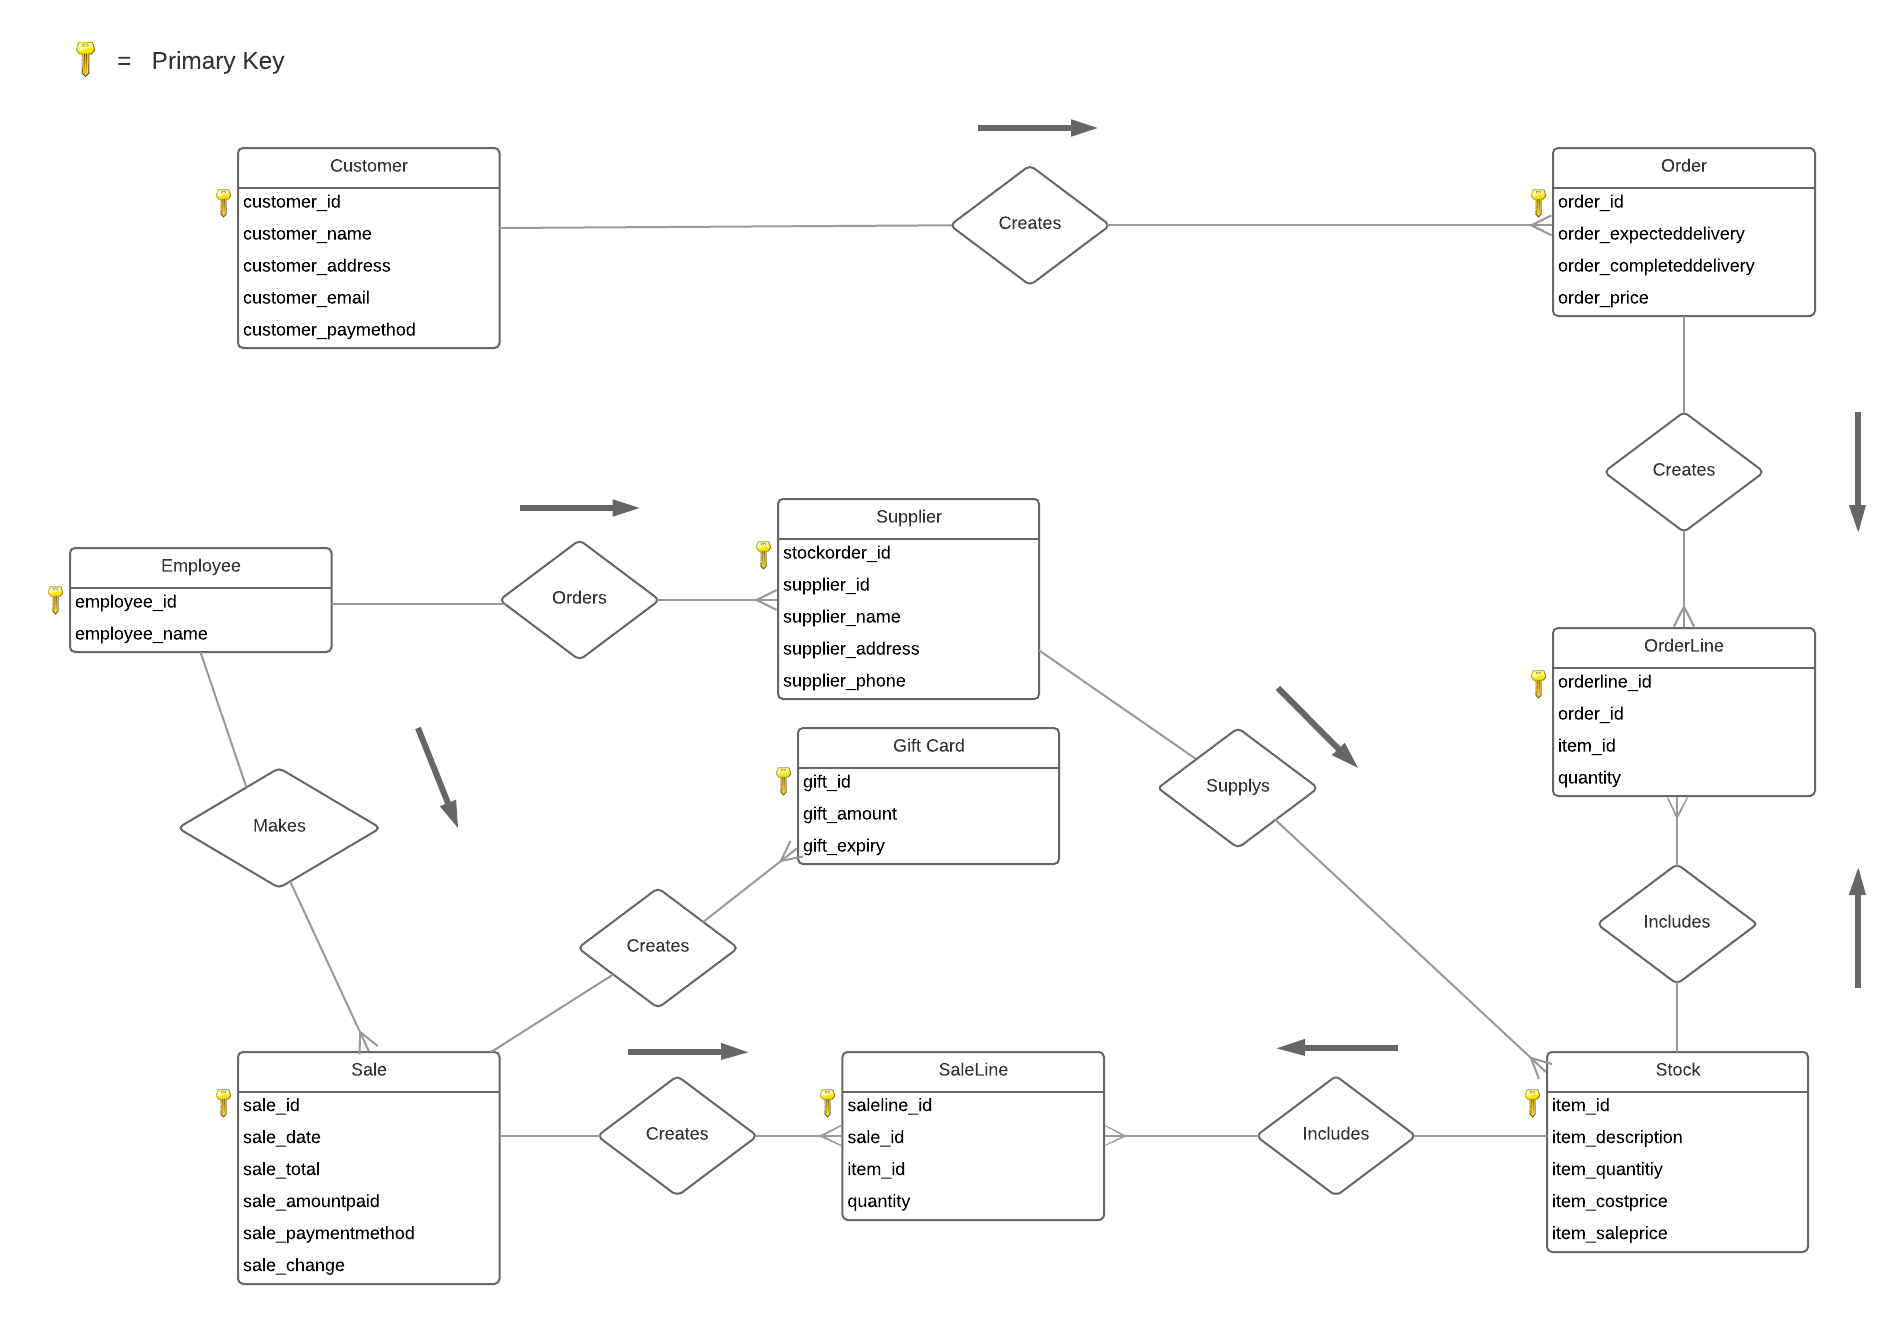 = Primary Key
Customer
customer_id
customer_name
customer_address
customer_email
customer_paymethod
Creates
Order
order_id
order_expecteddelivery
order_completeddelivery
order_price
Creates
Employee
employee_id
employee_name
Orders
Supplier
stockorder_id
supplier_id
supplier_name
supplier_address
supplier_phone
OrderLine
orderline_id
order_id
item_id
quantity
Makes
Gift Card
gift_id
gift_amount
gift_expiry
Supplys
Creates
Includes
Sale
sale_id
sale_date
sale_total
sale_amountpaid
sale_paymentmethod
sale_change
Creates
SaleLine
saleline_id
sale_id
item_id
quantity
Includes
Stock
item_id
item_description
item_quantitiy
item_costprice
item_saleprice